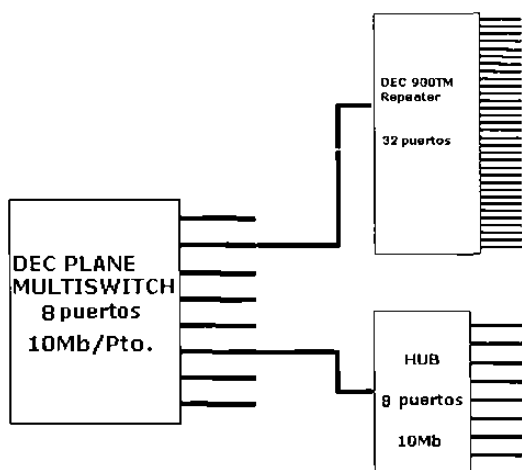 DEC 900TM
Repeater
32 puertos
DEC PLANE
MULTISWITCH
8 puertos
10Mb/Pto.
HUB
8 puertos
10Mb